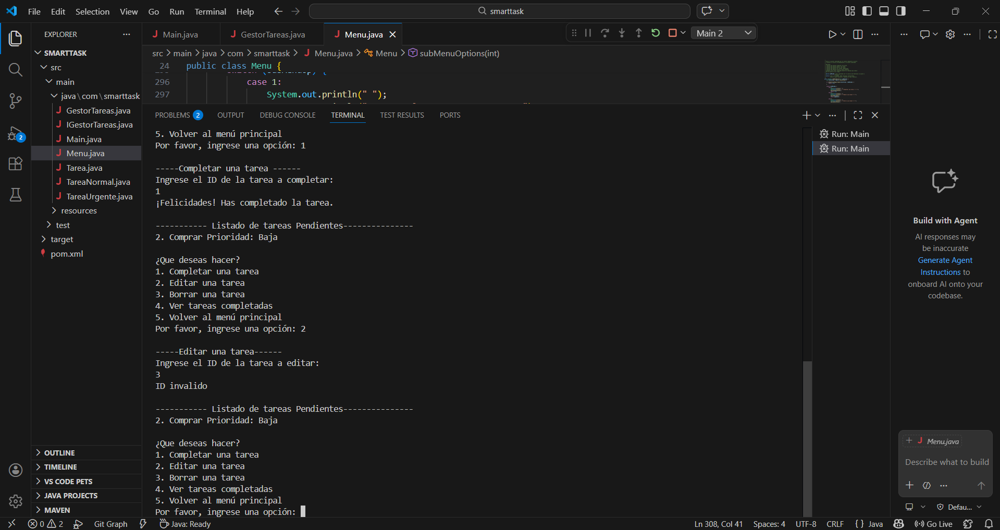 File Edit Selection View Go Run Terminal Help
smarttask
EXPLORER
Main.java
GestorTareas.java
Menu.java
Main 2
SMARTTASK
src
main
java\com\smarttask
GestorTareas.java
IGestorTareas.java
Main.java
Menu.java
Tarea.java
TareaNormal.java
TareaUrgente.java
resources
test
target
pom.xml
OUTLINE
TIMELINE
VS CODE PETS
JAVA PROJECTS
MAVEN
src > main > java > com > smarttask > Menu.java > Menu > subMenuOptions(int)
24 public class Menu {
296 case 1:
297 System.out.println(" ");
PROBLEMS 2 OUTPUT DEBUG CONSOLE TERMINAL TEST RESULTS PORTS
5. Volver al menú principal
Por favor, ingrese una opción: 1
-----Completar una tarea ------
Ingrese el ID de la tarea a completar:
1
¡Felicidades! Has completado la tarea.
----------- Listado de tareas Pendientes---------------
2. Comprar Prioridad: Baja
¿Que deseas hacer?
1. Completar una tarea
2. Editar una tarea
3. Borrar una tarea
4. Ver tareas completadas
5. Volver al menú principal
Por favor, ingrese una opción: 2
-----Editar una tarea------
Ingrese el ID de la tarea a editar:
3
ID invalido
----------- Listado de tareas Pendientes---------------
2. Comprar Prioridad: Baja
¿Que deseas hacer?
1. Completar una tarea
2. Editar una tarea
3. Borrar una tarea
4. Ver tareas completadas
5. Volver al menú principal
Por favor, ingrese una opción:
Run: Main
Run: Main
Build with Agent
AI responses may
be inaccurate
Generate Agent
Instructions to
onboard AI onto your
codebase.
Menu.java
Describe what to build
Defau...
2
0 2 Git Graph Java: Ready
Ln 308, Col 41 Spaces: 4 UTF-8 CRLF {} Java Go Live